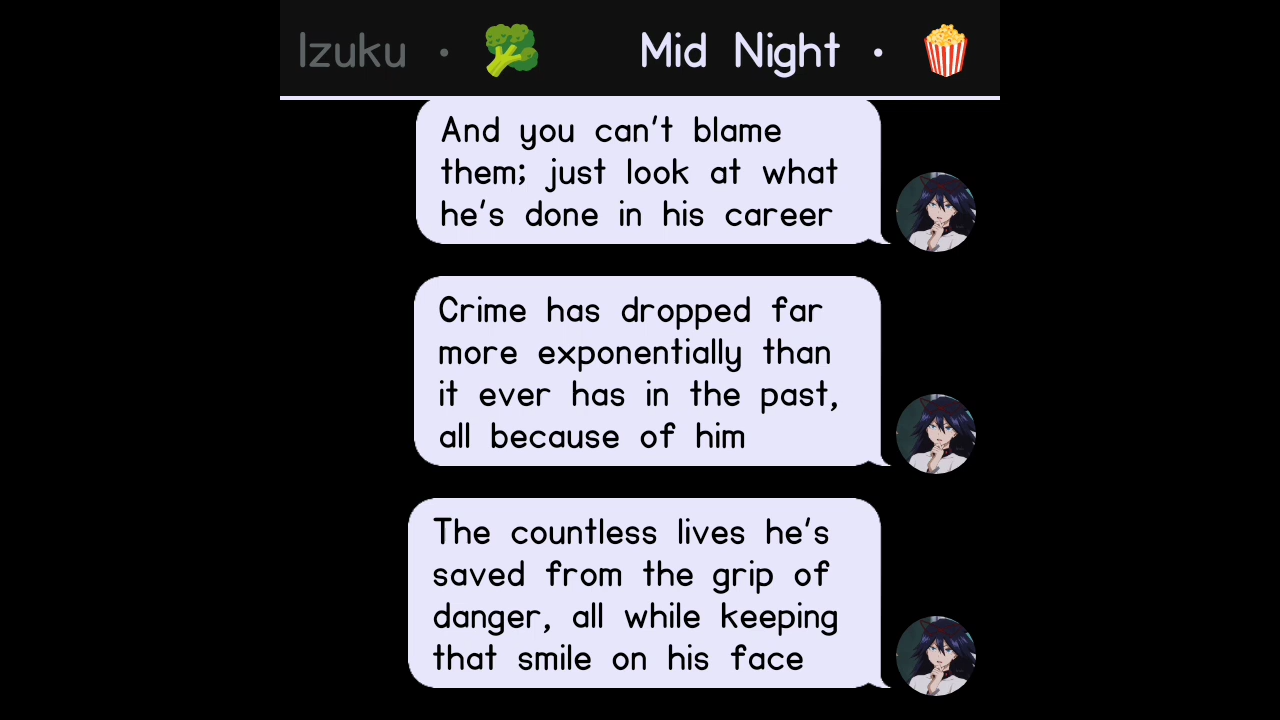 Izuku • 🥦 Mid Night • 🍿
And you can't blame
them; just look at what
he's done in his career
Crime has dropped far
more exponentially than
it ever has in the past,
all because of him
The countless lives he's
saved from the grip of
danger, all while keeping
that smile on his face